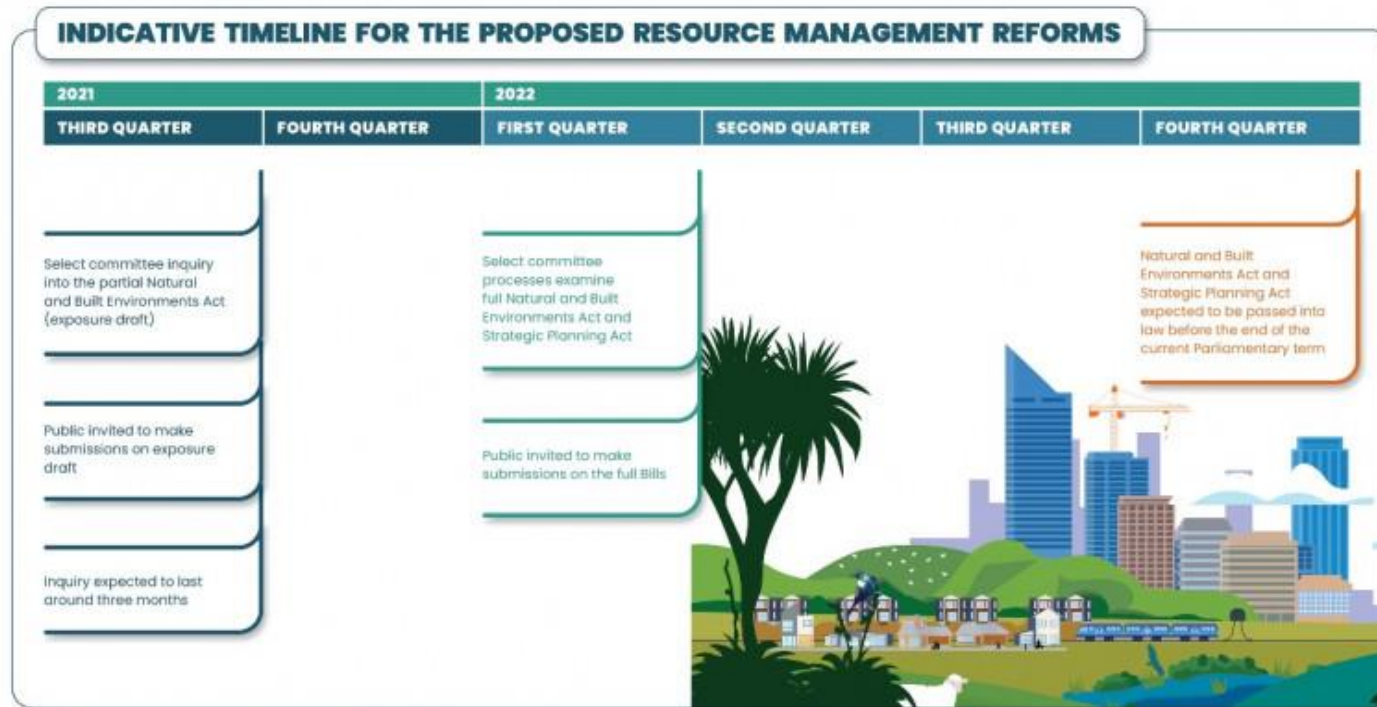 INDICATIVE TIMELINE FOR THE PROPOSED RESOURCE MANAGEMENT REFORMS
2021
2022
THIRD QUARTER
FOURTH QUARTER
FIRST QUARTER
SECOND QUARTER
THIRD QUARTER
FOURTH QUARTER
Select committee inquiry
into the partial Natural
and Built Environments Act
(exposure draft)
Public invited to make
submissions on exposure
draft
Inquiry expected to last
around three months
Select committee
processes examine
full Natural and Built
Environments Act and
Strategic Planning Act
Public invited to make
submissions on the full Bills
Natural and Built
Environments Act and
Strategic Planning Act
expected to be passed into
law before the end of the
current Parliamentary term